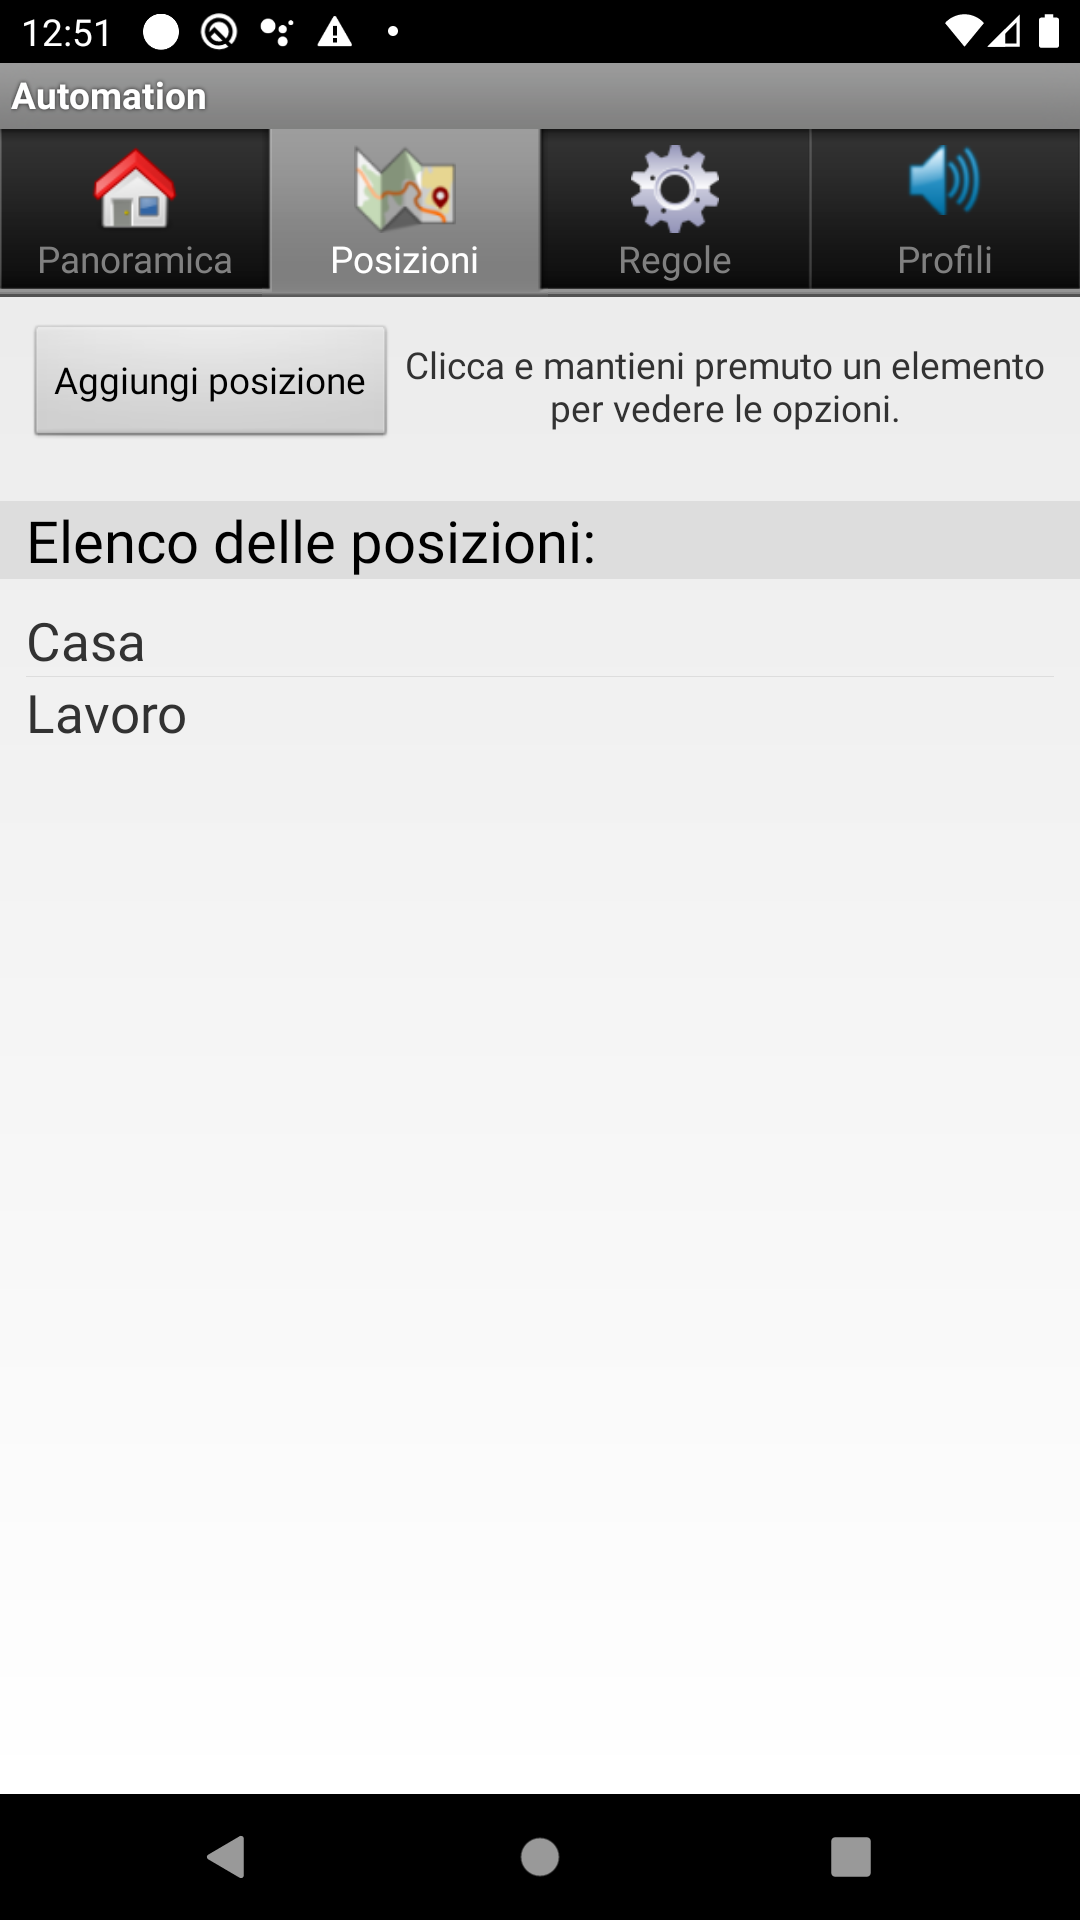 12:51
Automation
Panoramica
Posizioni
Regole
Profili
Aggiungi posizione
Clicca e mantieni premuto un elemento
per vedere le opzioni.
Elenco delle posizioni:
Casa
Lavoro